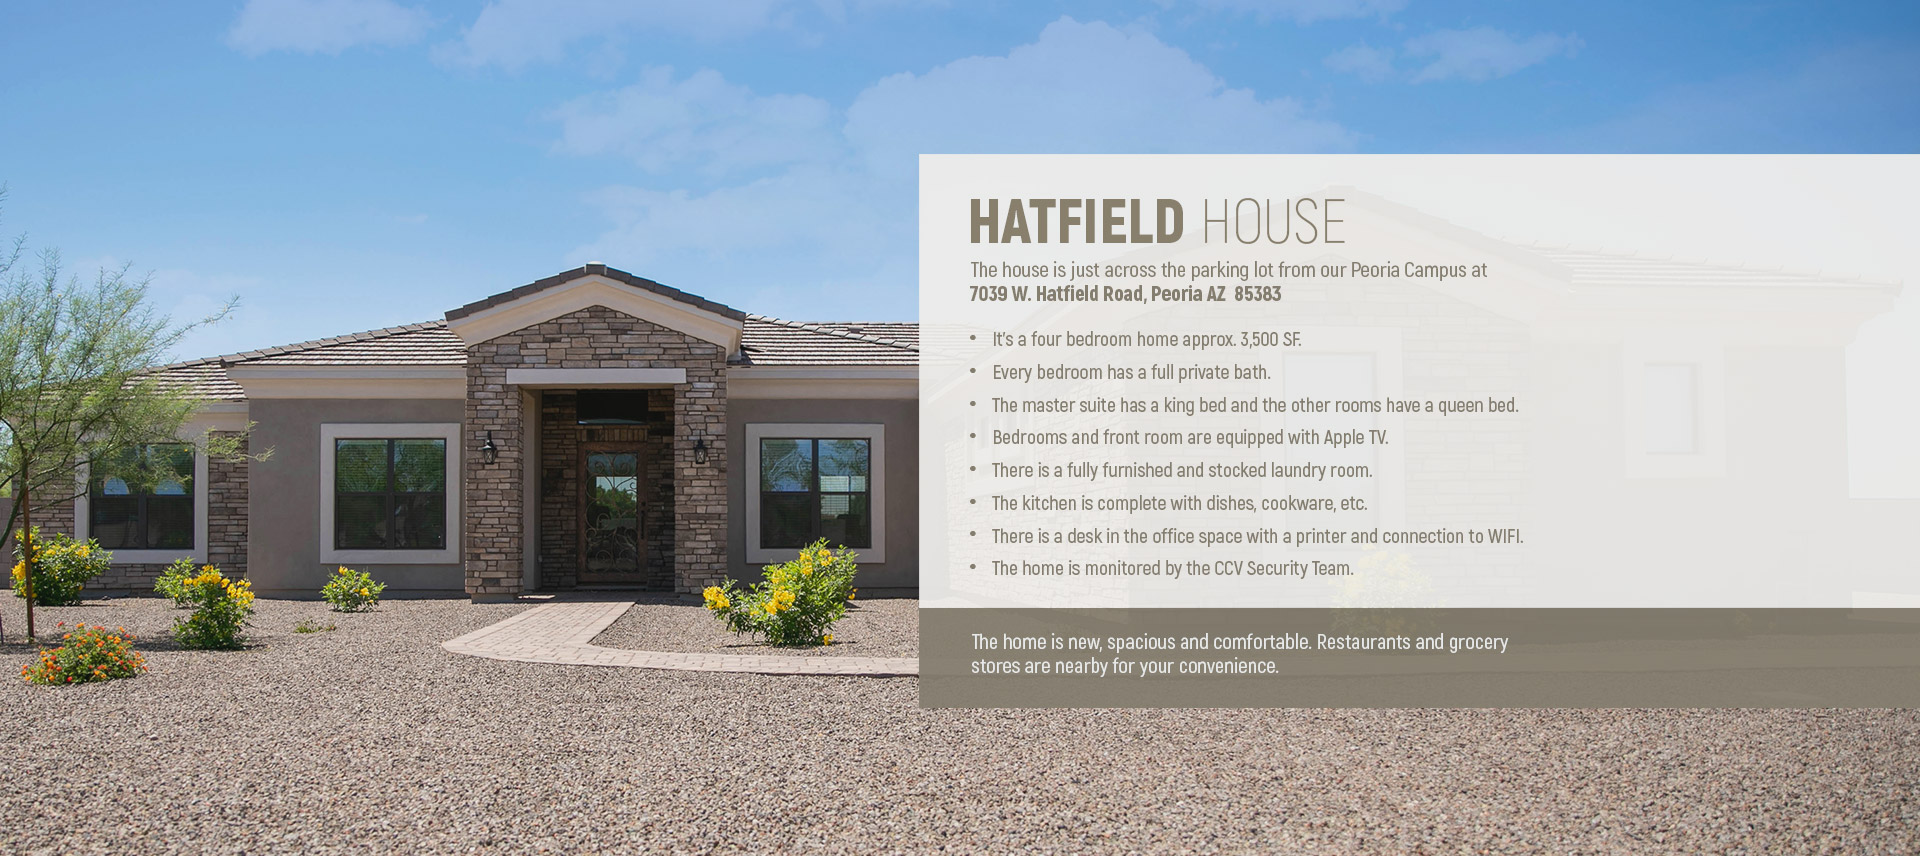 HATFIELD HOUSE
The house is just across the parking lot from our Peoria Campus at
7039 W. Hatfield Road, Peoria AZ  85383
• It's a four bedroom home approx. 3,500 SF.
• Every bedroom has a full private bath.
• The master suite has a king bed and the other rooms have a queen bed.
• Bedrooms and front room are equipped with Apple TV.
• There is a fully furnished and stocked laundry room.
• The kitchen is complete with dishes, cookware, etc.
• There is a desk in the office space with a printer and connection to WIFI.
• The home is monitored by the CCV Security Team.
The home is new, spacious and comfortable. Restaurants and grocery
stores are nearby for your convenience.